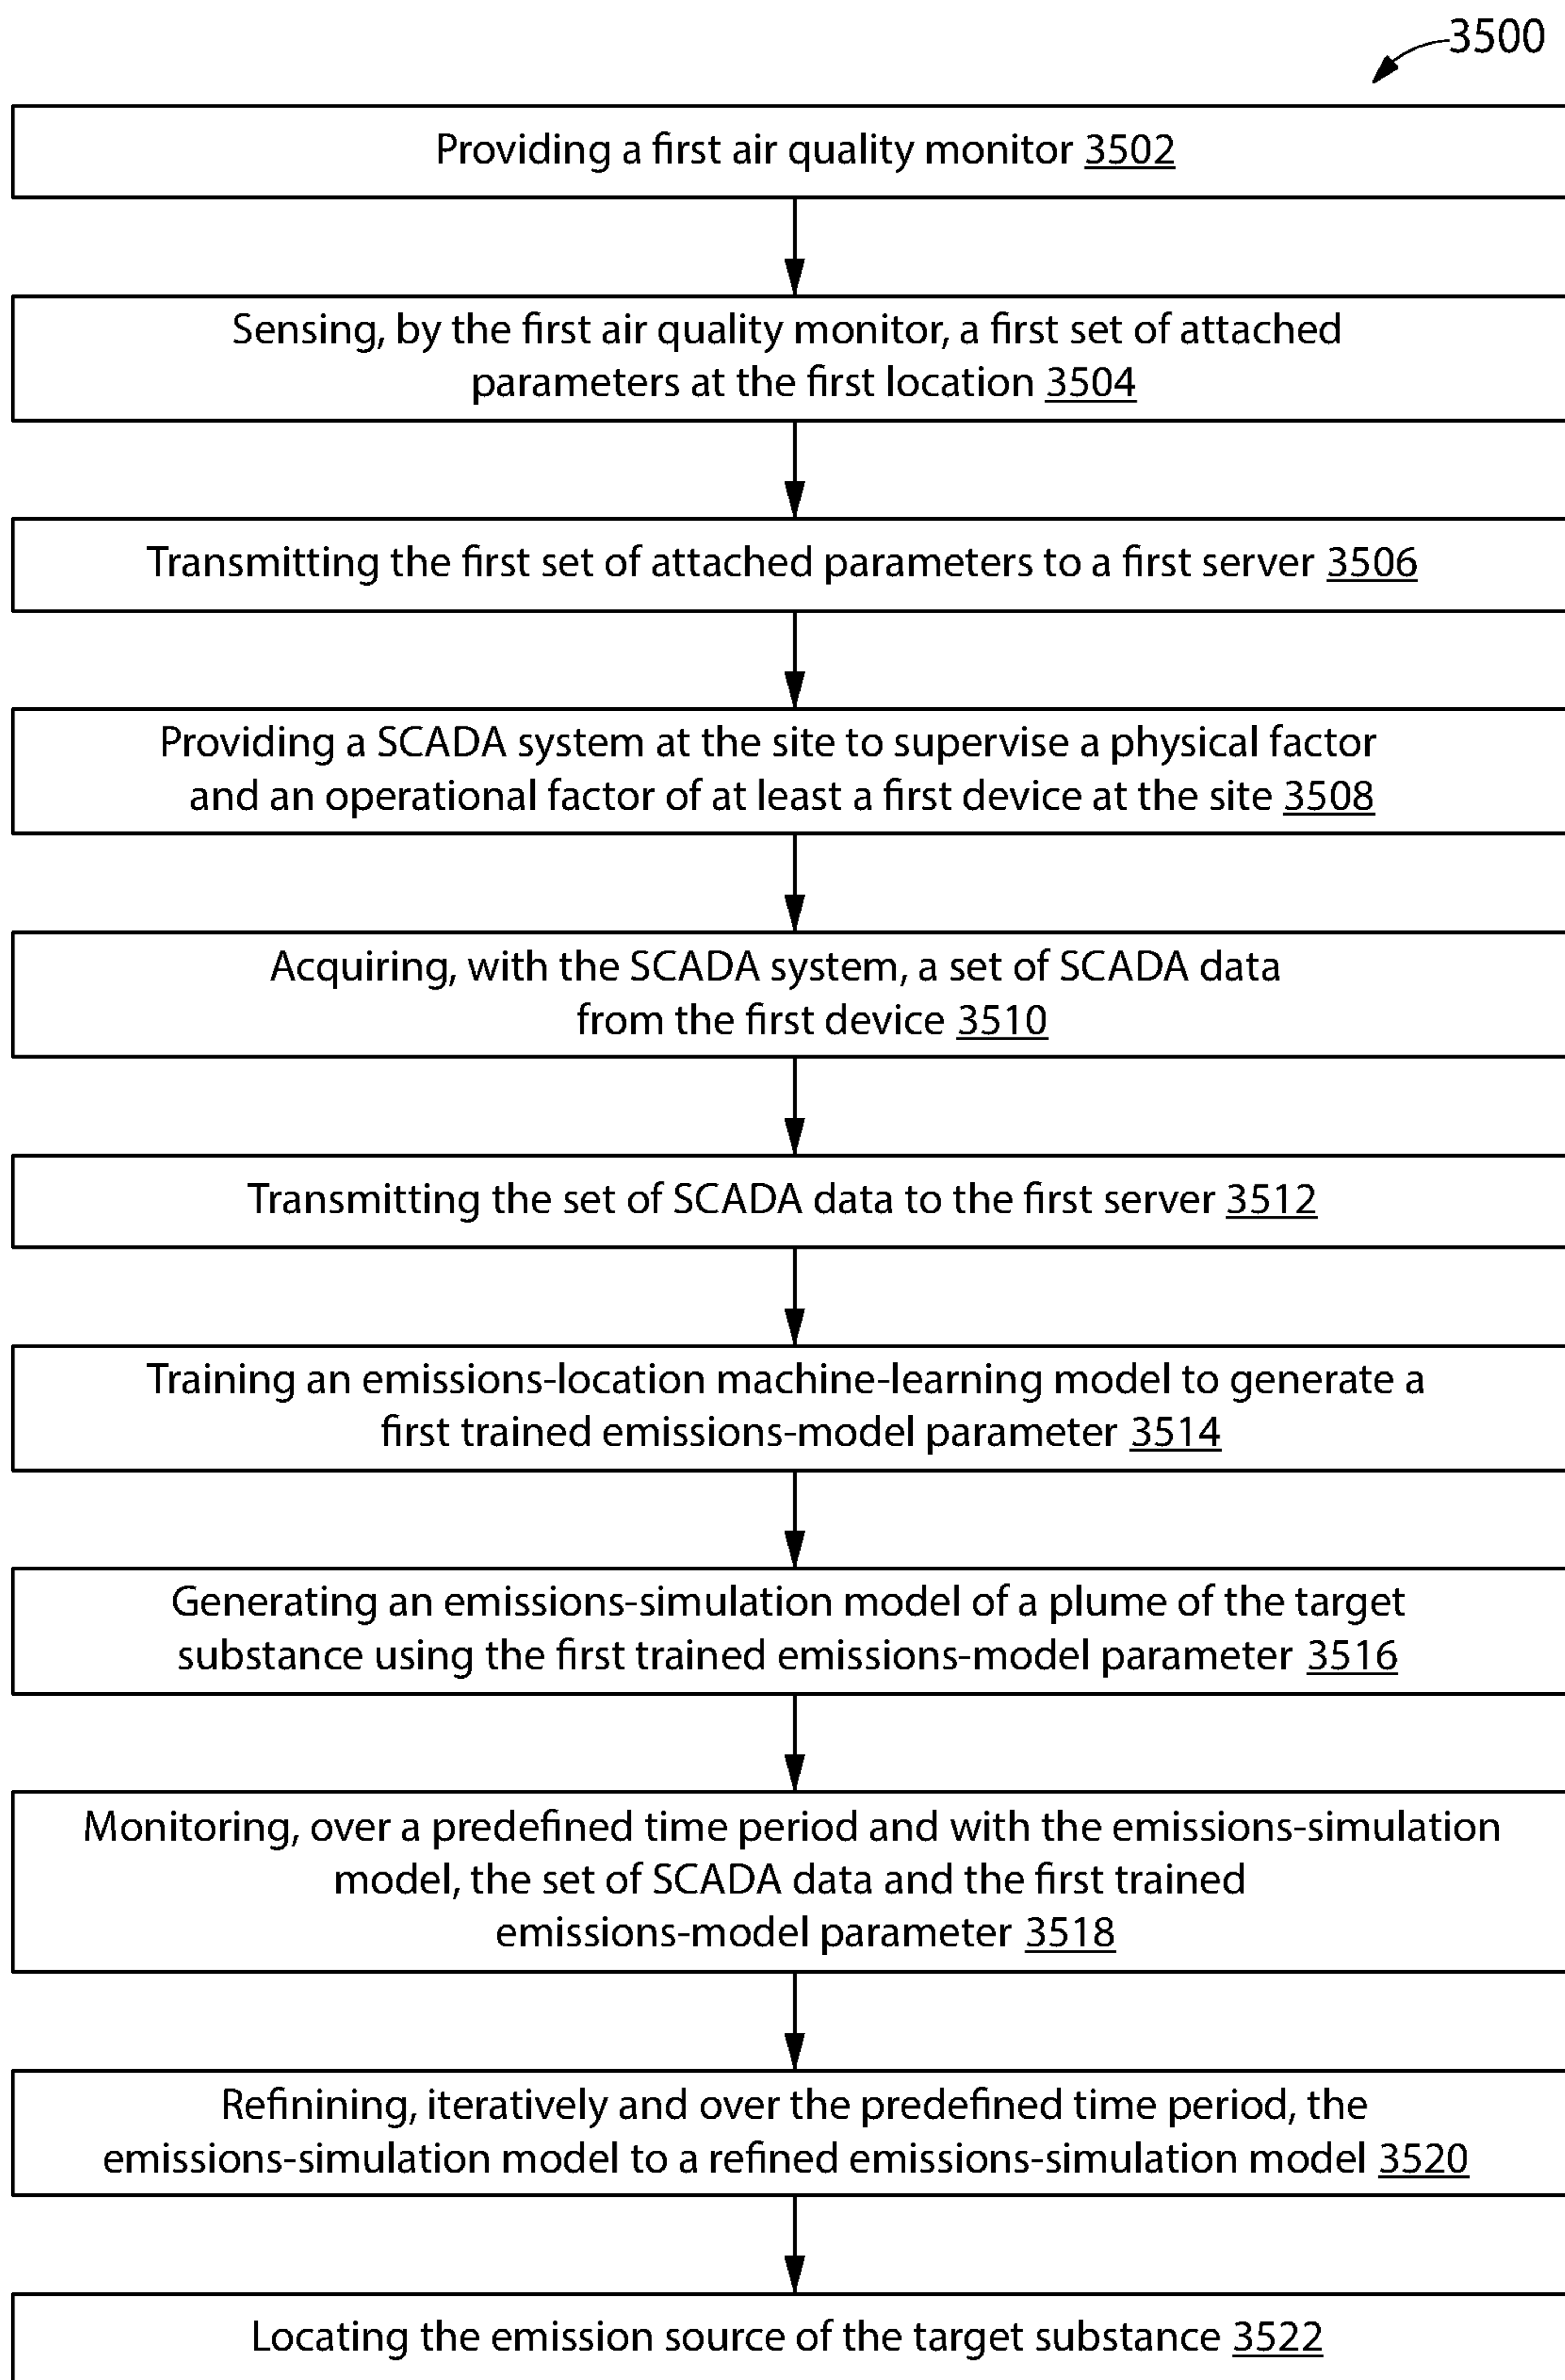 3500
Providing a first air quality monitor 3502
Sensing, by the first air quality monitor, a first set of attached
parameters at the first location 3504
Transmitting the first set of attached parameters to a first server 3506
Providing a SCADA system at the site to supervise a physical factor
and an operational factor of at least a first device at the site 3508
Acquiring, with the SCADA system, a set of SCADA data
from the first device 3510
Transmitting the set of SCADA data to the first server 3512
Training an emissions-location machine-learning model to generate a
first trained emissions-model parameter 3514
Generating an emissions-simulation model of a plume of the target
substance using the first trained emissions-model parameter 3516
Monitoring, over a predefined time period and with the emissions-simulation
model, the set of SCADA data and the first trained
emissions-model parameter 3518
Refining, iteratively and over the predefined time period, the
emissions-simulation model to a refined emissions-simulation model 3520
Locating the emission source of the target substance 3522